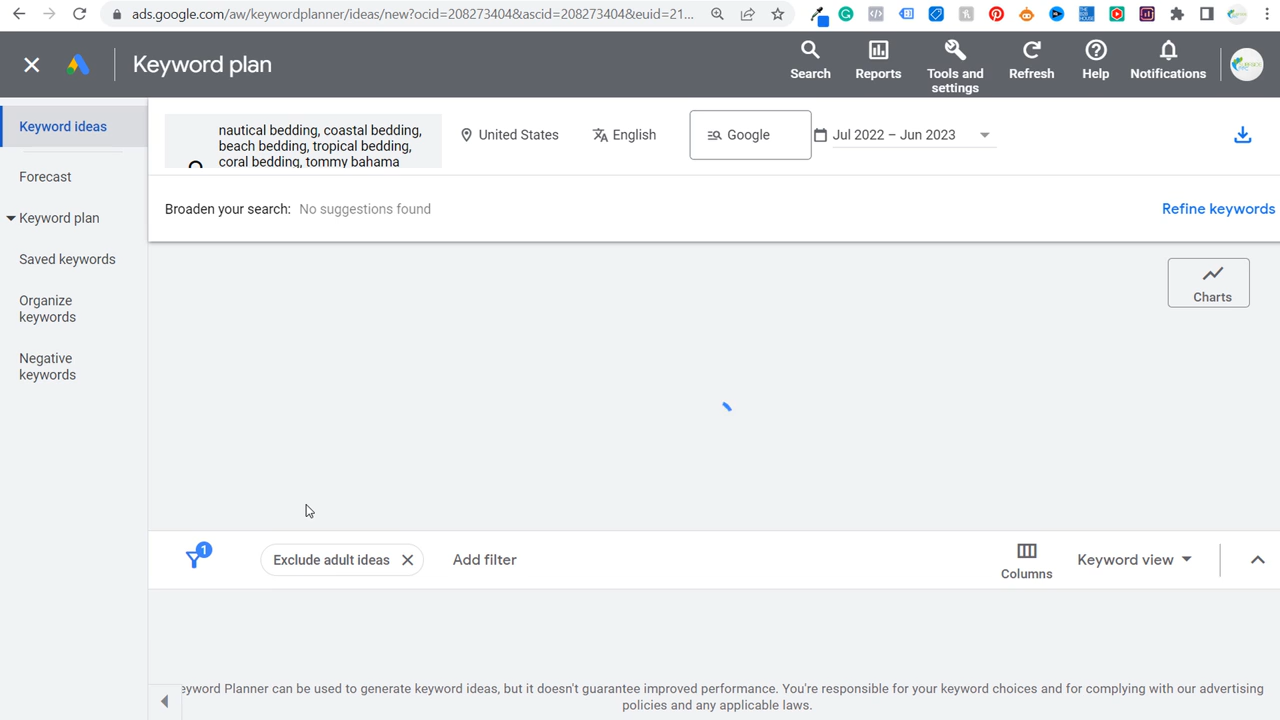 ads.google.com/aw/keywordplanner/ideas/new?ocid=208273404&ascid=208273404&euid=21...
Keyword plan
Search
Reports
Tools and
settings
Refresh
Help
Notifications
Keyword ideas
Forecast
Keyword plan
Saved keywords
Organize
keywords
Negative
keywords
nautical bedding, coastal bedding,
beach bedding, tropical bedding,
coral bedding, tommy bahama
United States
English
Google
Jul 2022 – Jun 2023
Broaden your search: No suggestions found
Refine keywords
Charts
1
Exclude adult ideas
Add filter
Columns
Keyword view
eyword Planner can be used to generate keyword ideas, but it doesn't guarantee improved performance. You're responsible for your keyword choices and for complying with our advertising
policies and any applicable laws.